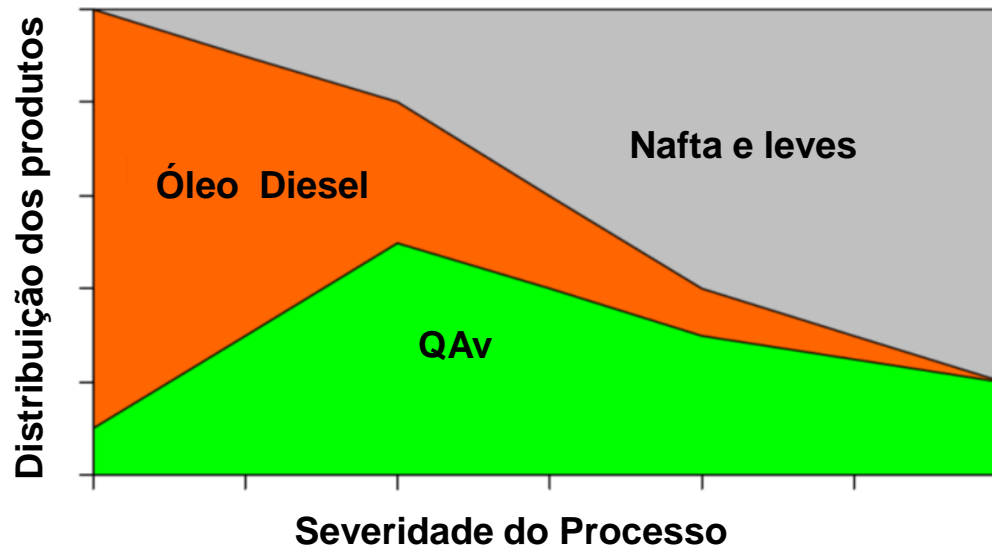 Distribuição dos produtos
Nafta e leves
Óleo Diesel
QAv
Severidade do Processo